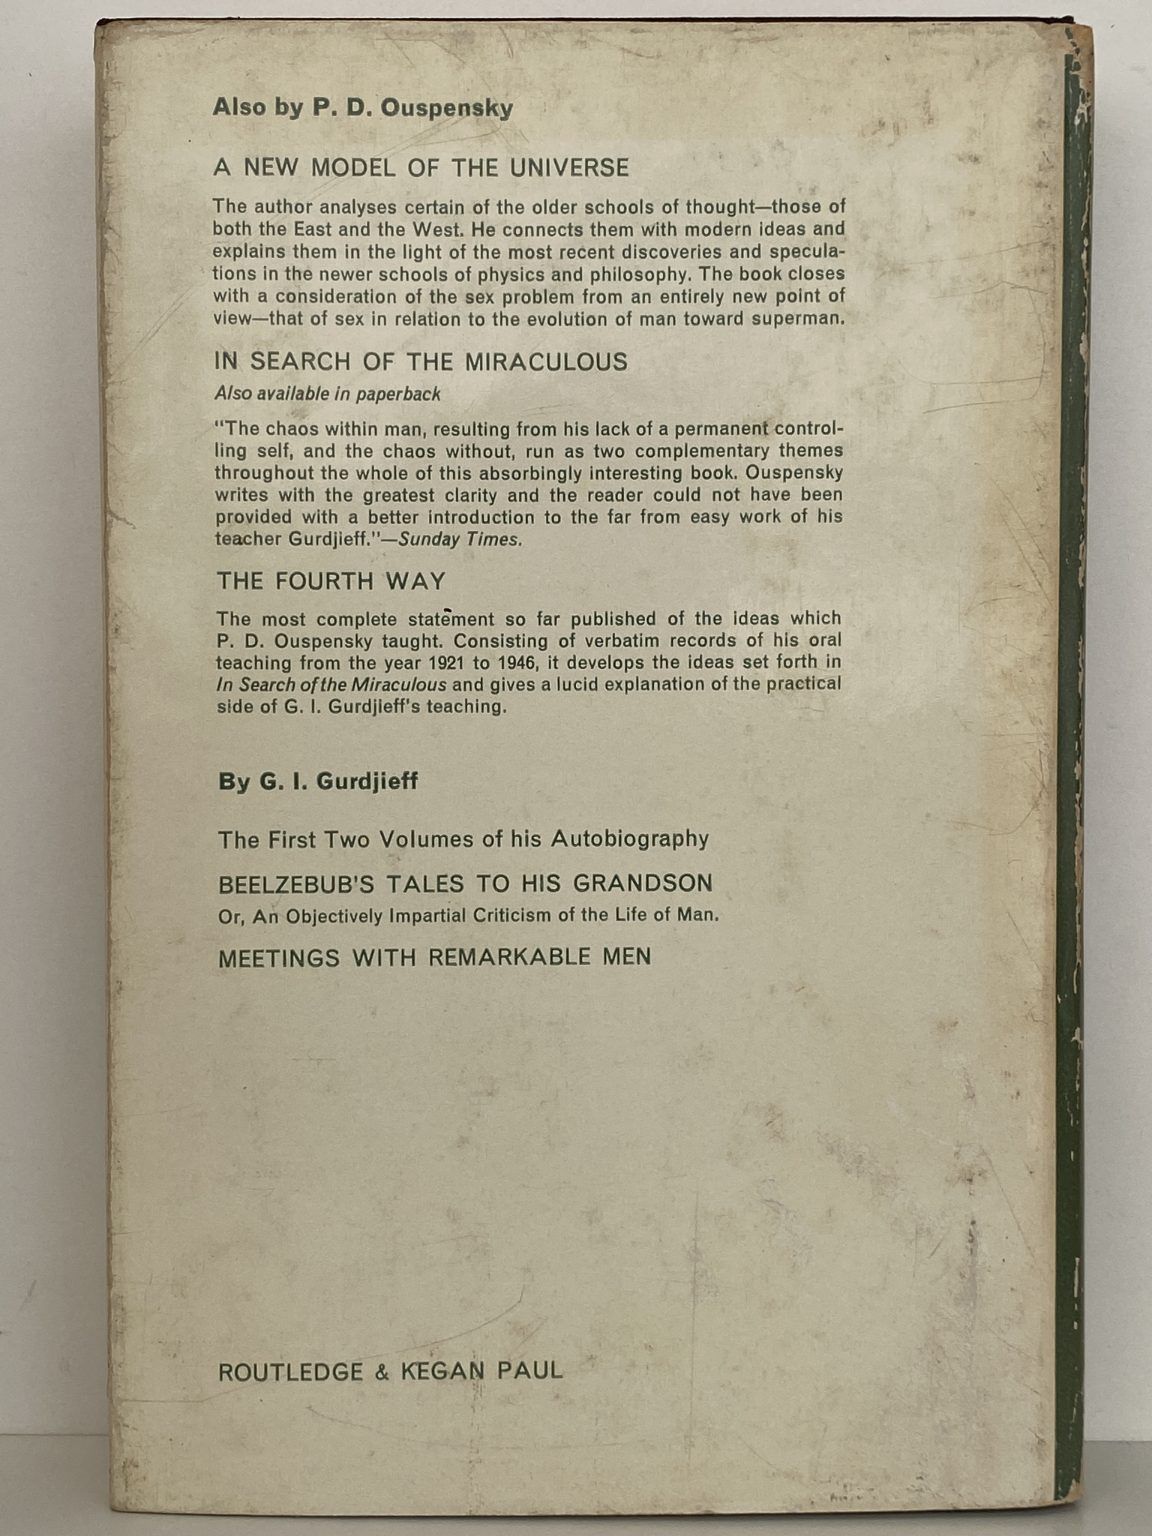 Also by P. D. Ouspensky
A NEW MODEL OF THE UNIVERSE
The author analyses certain of the older schools of thought—those of
both the East and the West. He connects them with modern ideas and
explains them in the light of the most recent discoveries and specula-
tions in the newer schools of physics and philosophy. The book closes
with a consideration of the sex problem from an entirely new point of
view—that of sex in relation to the evolution of man toward superman.
IN SEARCH OF THE MIRACULOUS
Also available in paperback
"The chaos within man, resulting from his lack of a permanent control-
ling self, and the chaos without, run as two complementary themes
throughout the whole of this absorbingly interesting book. Ouspensky
writes with the greatest clarity and the reader could not have been
provided with a better introduction to the far from easy work of his
teacher Gurdjieff."—Sunday Times.
THE FOURTH WAY
The most complete statement so far published of the ideas which
P. D. Ouspensky taught. Consisting of verbatim records of his oral
teaching from the year 1921 to 1946, it develops the ideas set forth in
In Search of the Miraculous and gives a lucid explanation of the practical
side of G. I. Gurdjieff's teaching.
By G. I. Gurdjieff
The First Two Volumes of his Autobiography
BEELZEBUB'S TALES TO HIS GRANDSON
Or, An Objectively Impartial Criticism of the Life of Man.
MEETINGS WITH REMARKABLE MEN
ROUTLEDGE & KEGAN PAUL